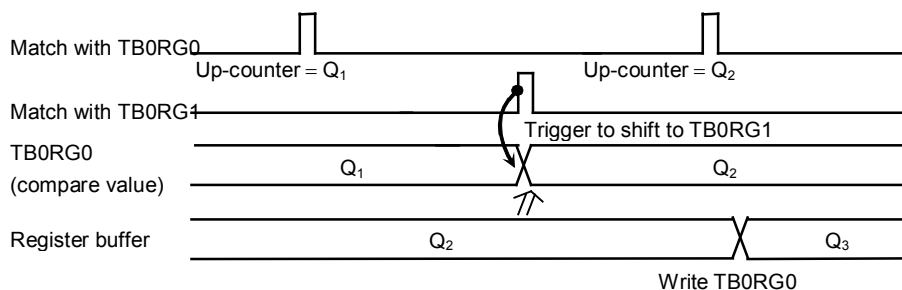 Match with TB0RG0
Up-counter = Q₁ Up-counter = Q₂
Match with TB0RG1
Trigger to shift to TB0RG1
TB0RG0
(compare value)
Q₁ Q₂
Register buffer Q₂ Q₃
Write TB0RG0